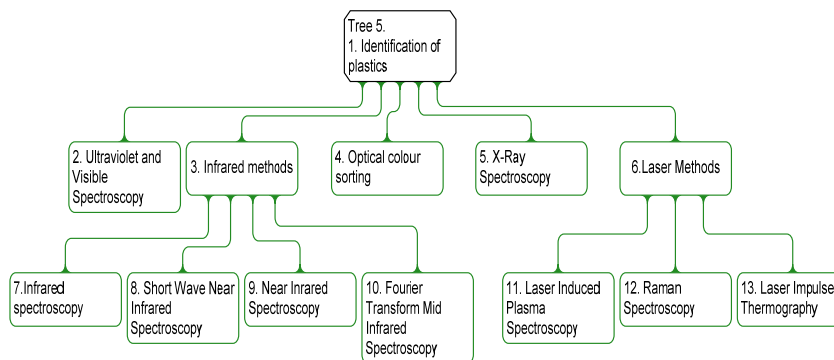 Tree 5.
1. Identification of
plastics
2. Ultraviolet and
Visible
Spectroscopy
3. Infrared methods
4. Optical colour
sorting
5. X-Ray
Spectroscopy
6.Laser Methods
7.Infrared
spectroscopy
8. Short Wave Near
Infrared
Spectroscopy
9. Near Inrared
Spectroscopy
10. Fourier
Transform Mid
Infrared
Spectroscopy
11. Laser Induced
Plasma
Spectroscopy
12. Raman
Spectroscopy
13. Laser Impulse
Thermography